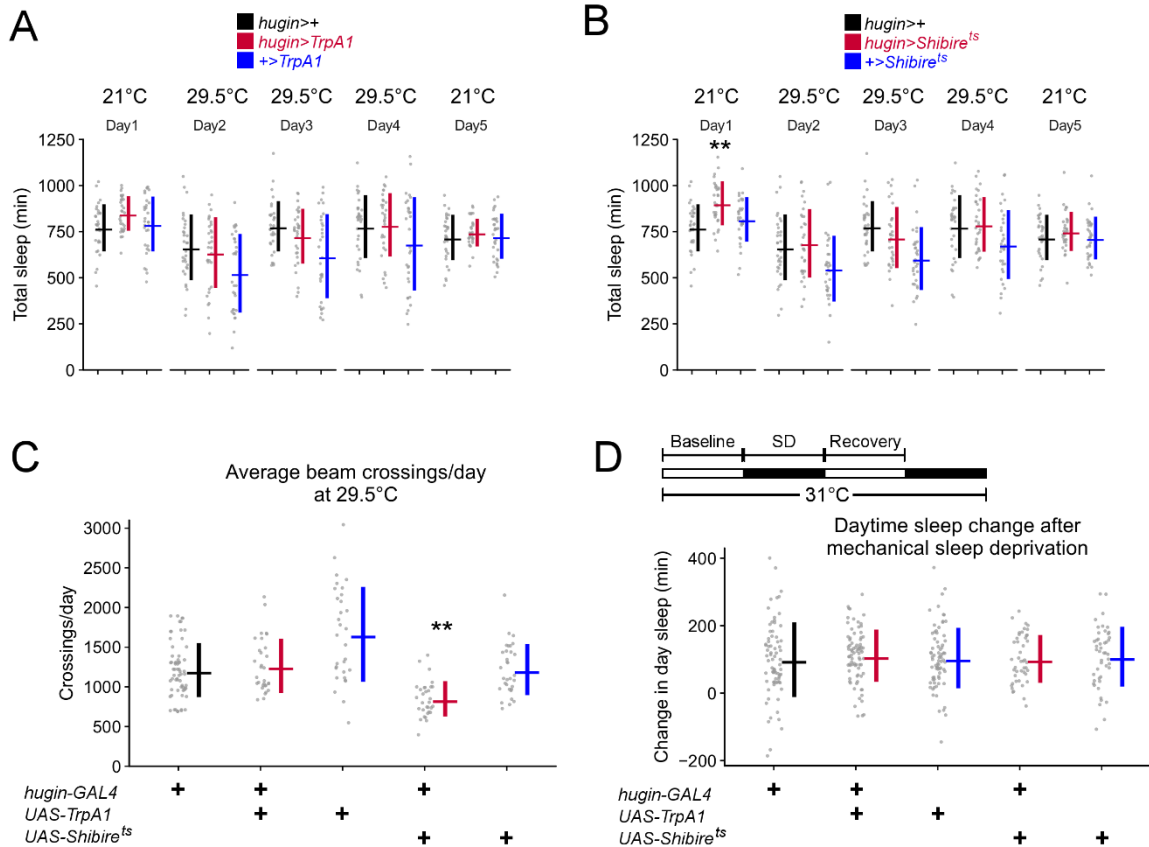 A
hugin>+
hugin>TrpA1
+>TrpA1
21°C 29.5°C 29.5°C 29.5°C 21°C
Day1 Day2 Day3 Day4 Day5
Total sleep (min)
1250
1000
750
500
250
0
B
hugin>+
hugin>Shibire^ts
+>Shibire^ts
21°C 29.5°C 29.5°C 29.5°C 21°C
Day1 Day2 Day3 Day4 Day5
**
Total sleep (min)
1250
1000
750
500
250
0
C
Average beam crossings/day
at 29.5°C
Crossings/day
3000
2500
2000
1500
1000
500
0
**
hugin-GAL4 + + +
UAS-TrpA1 + +
UAS-Shibire^ts + +
D
Baseline SD Recovery
31°C
Daytime sleep change after
mechanical sleep deprivation
Change in day sleep (min)
400
200
0
−200
hugin-GAL4 + + +
UAS-TrpA1 + +
UAS-Shibire^ts + +